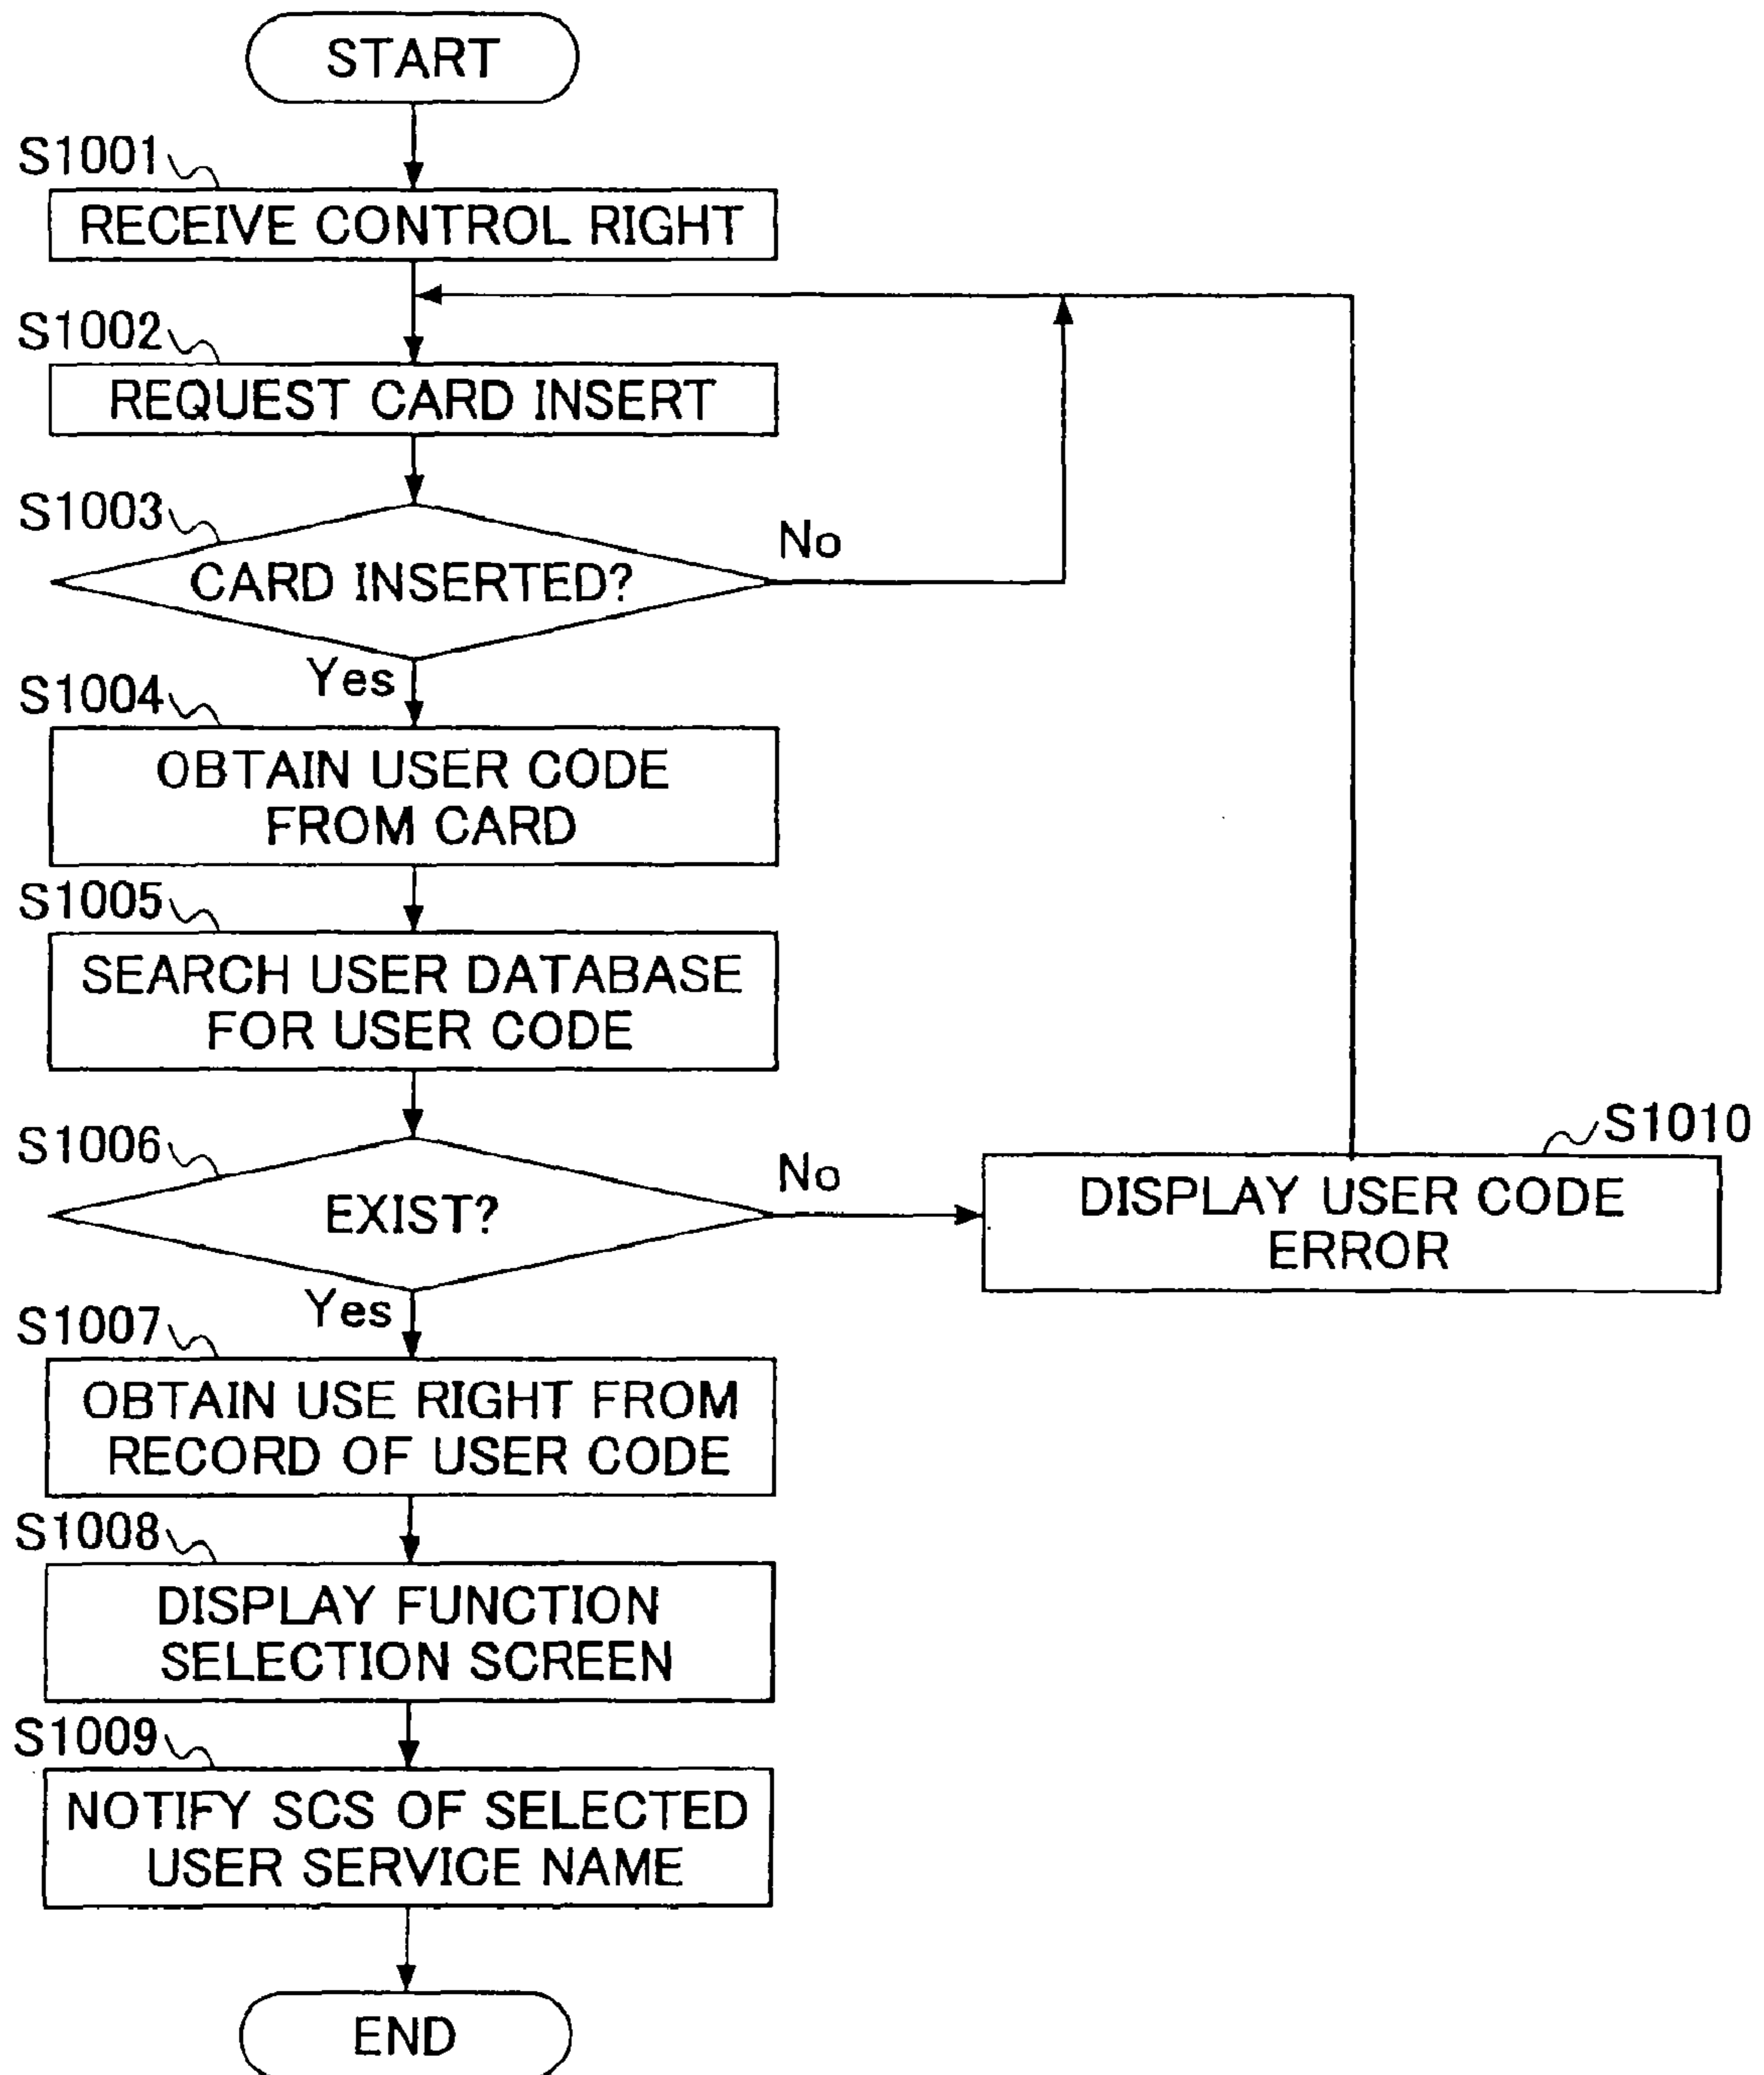 START
S1001
RECEIVE CONTROL RIGHT
S1002
REQUEST CARD INSERT
S1003
CARD INSERTED?
No
Yes
S1004
OBTAIN USER CODE
FROM CARD
S1005
SEARCH USER DATABASE
FOR USER CODE
S1006
EXIST?
No
S1010
DISPLAY USER CODE
ERROR
Yes
S1007
OBTAIN USE RIGHT FROM
RECORD OF USER CODE
S1008
DISPLAY FUNCTION
SELECTION SCREEN
S1009
NOTIFY SCS OF SELECTED
USER SERVICE NAME
END